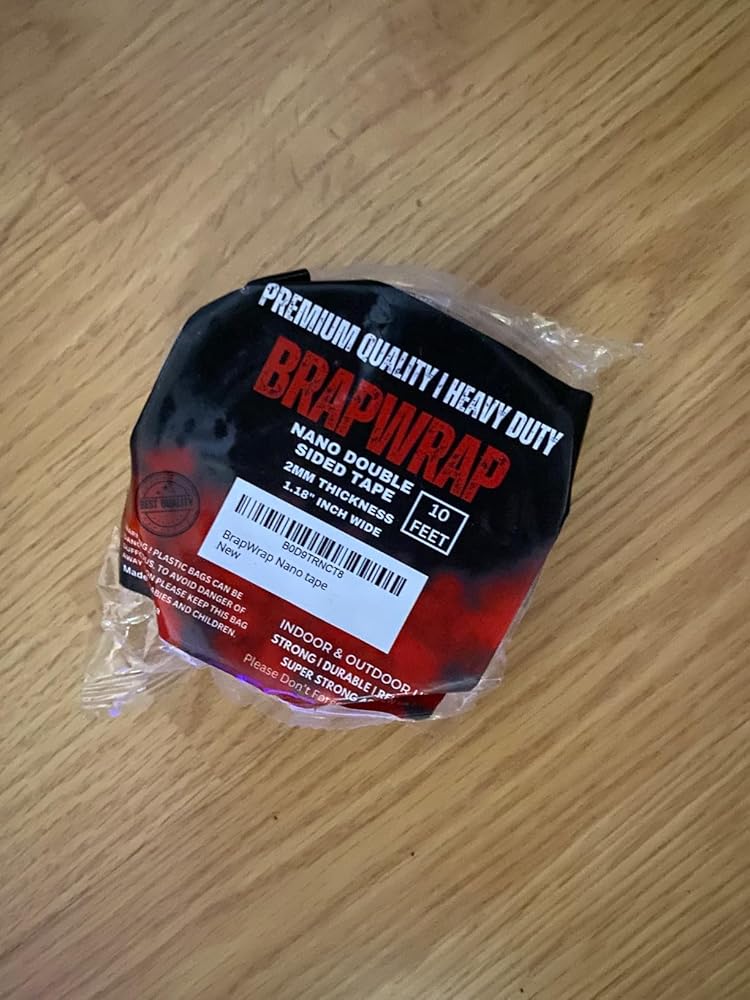 PREMIUM QUALITY | HEAVY DUTY
BRAPWRAP
NANO DOUBLE
SIDED TAPE
2MM THICKNESS
1.18" INCH WIDE
10
FEET
BEST QUALITY
B0D9TRNCT8
BrapWrap Nano tape
New
! PLASTIC BAGS CAN BE
TO AVOID DANGER OF
PLEASE KEEP THIS BAG
AND CHILDREN.
Made
INDOOR & OUTDOOR
STRONG | DURABLE |
SUPER STRONG
Please Don't